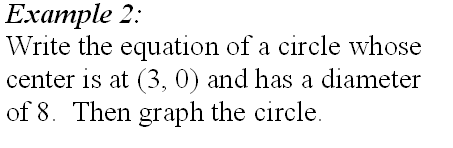 Example 2:
Write the equation of a circle whose
center is at (3, 0) and has a diameter
of 8.  Then graph the circle.